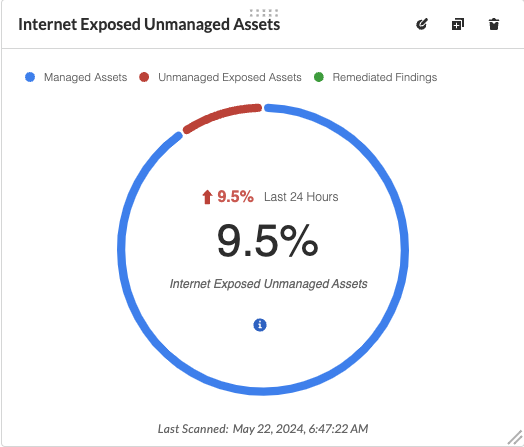 Internet Exposed Unmanaged Assets
Managed Assets Unmanaged Exposed Assets Remediated Findings
9.5% Last 24 Hours
9.5%
Internet Exposed Unmanaged Assets
Last Scanned: May 22, 2024, 6:47:22 AM